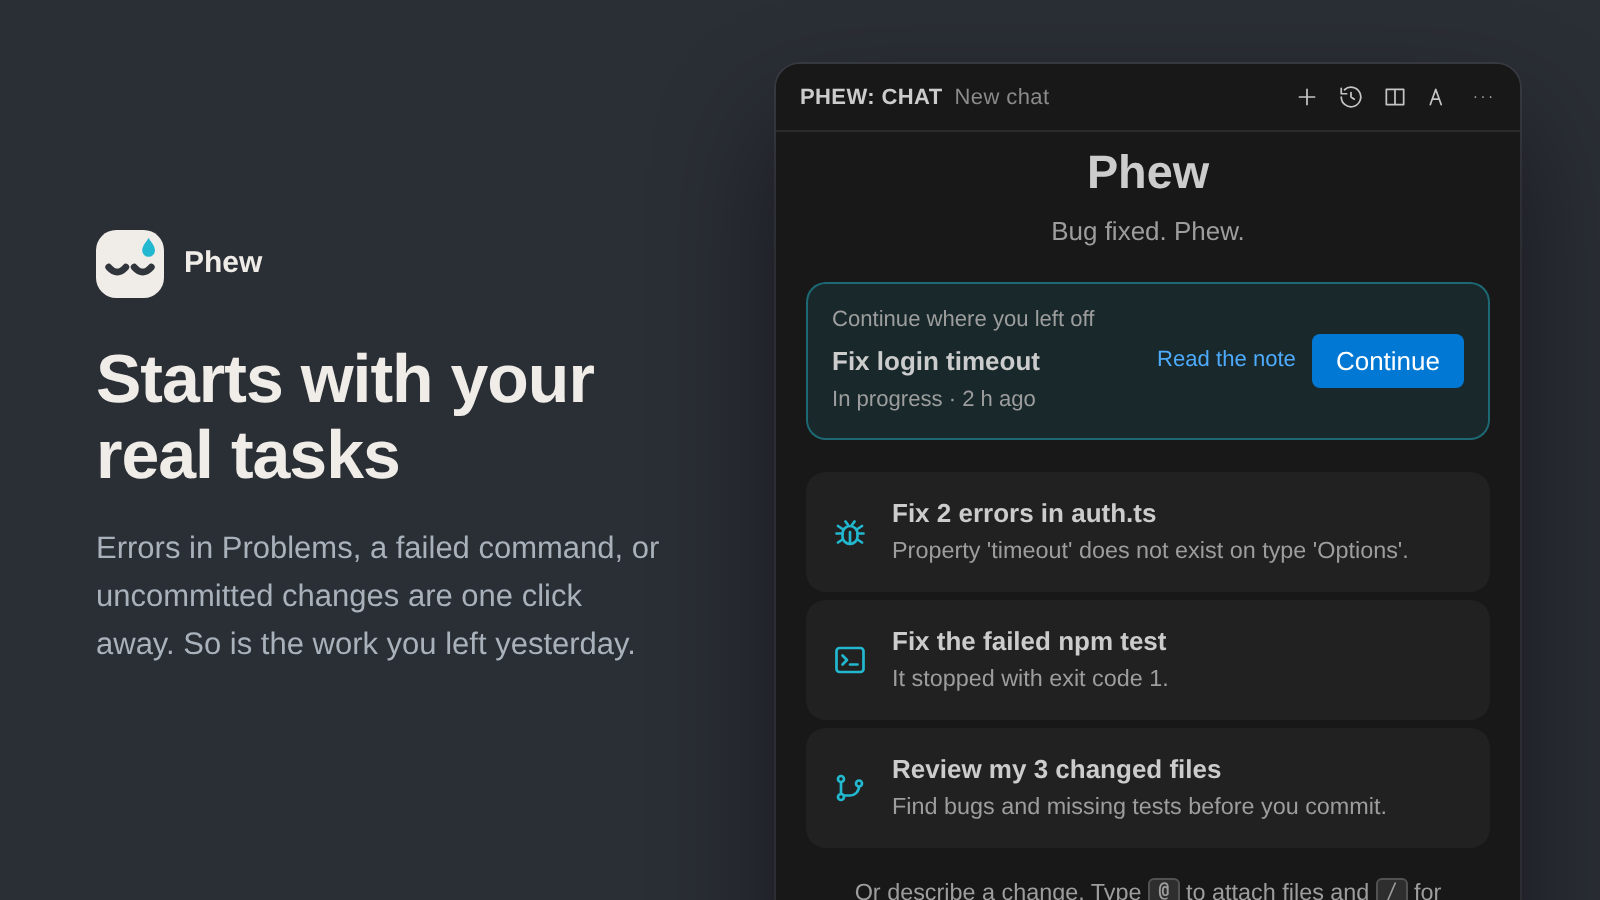 Phew
Starts with your
real tasks
Errors in Problems, a failed command, or
uncommitted changes are one click
away. So is the work you left yesterday.
PHEW: CHAT New chat
Phew
Bug fixed. Phew.
Continue where you left off
Fix login timeout
In progress · 2 h ago
Read the note
Continue
Fix 2 errors in auth.ts
Property 'timeout' does not exist on type 'Options'.
Fix the failed npm test
It stopped with exit code 1.
Review my 3 changed files
Find bugs and missing tests before you commit.
Or describe a change. Type @ to attach files and / for